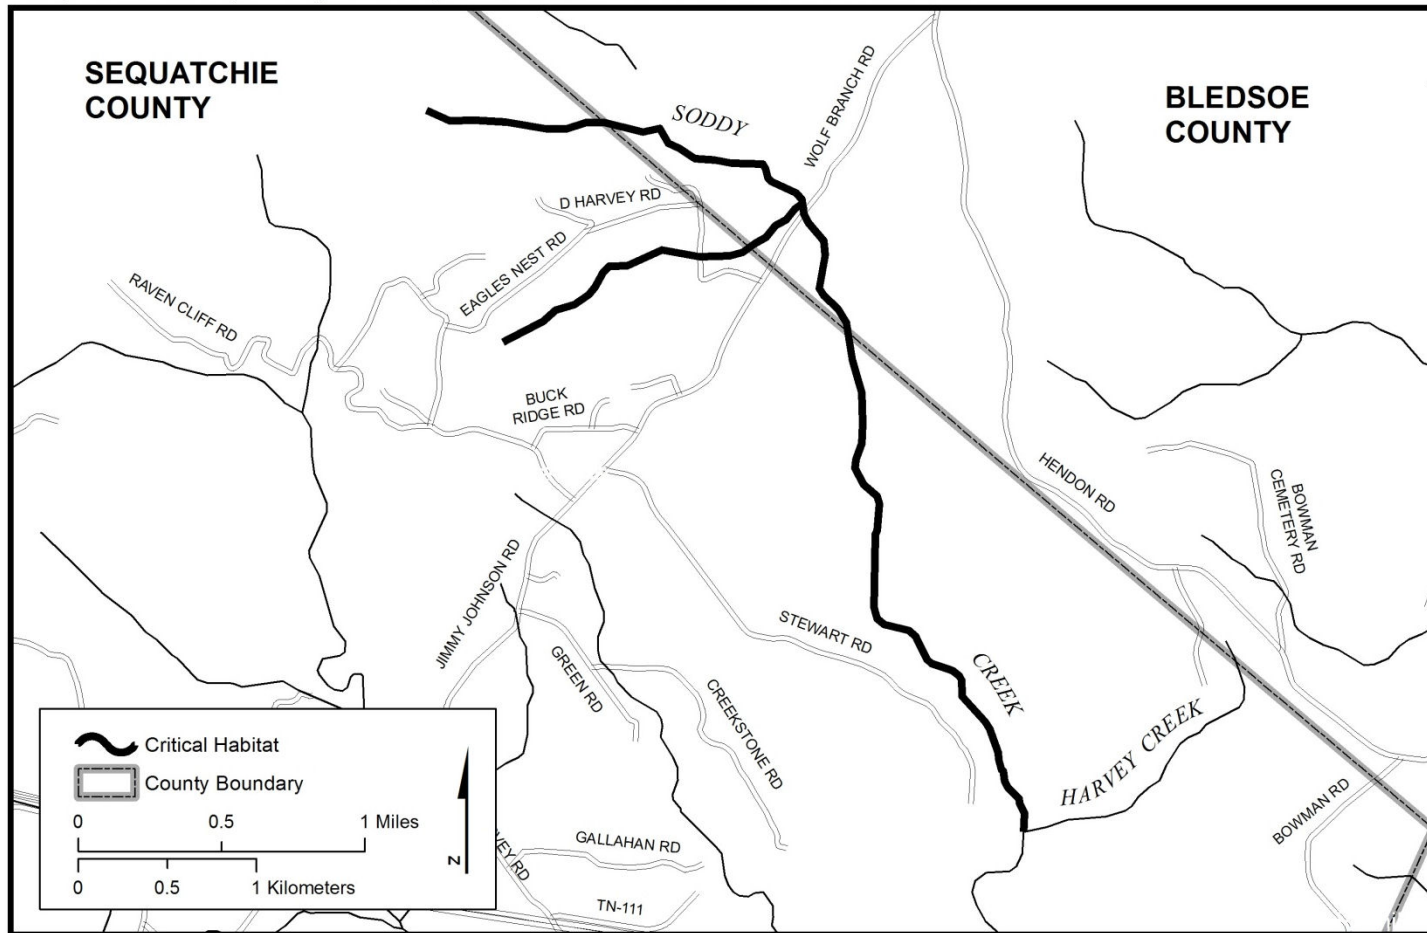 SEQUATCHIE
COUNTY
BLEDSOE
COUNTY
SODDY
WOLF BRANCH RD
D HARVEY RD
EAGLES NEST RD
RAVEN CLIFF RD
BUCK
RIDGE RD
HENDON RD
BOWMAN
CEMETERY RD
JIMMY JOHNSON RD
STEWART RD
GREEN RD
CREEK
CREEKSTONE RD
HARVEY CREEK
BOWMAN RD
Critical Habitat
County Boundary
0 0.5 1 Miles
0 0.5 1 Kilometers
N
VEY RD
GALLAHAN RD
TN-111